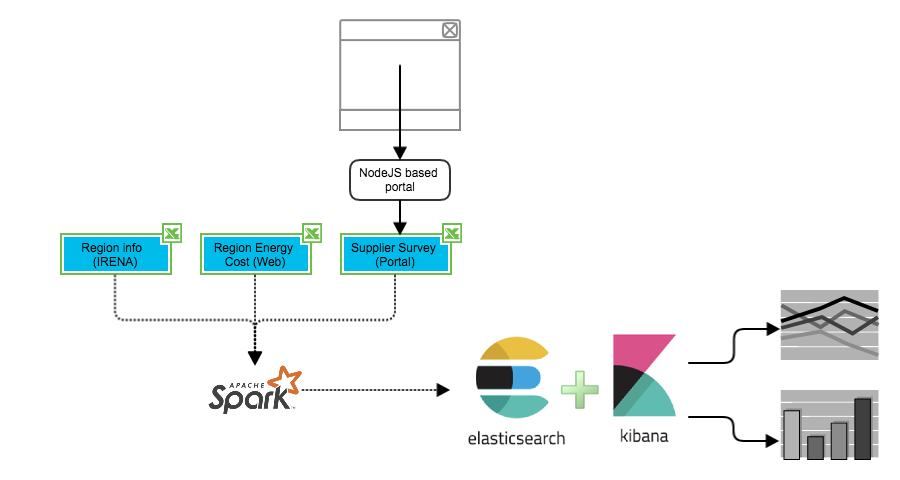 NodeJS based
portal
Region info
(IRENA)
Region Energy
Cost (Web)
Supplier Survey
(Portal)
APACHE
Spark
elasticsearch
kibana